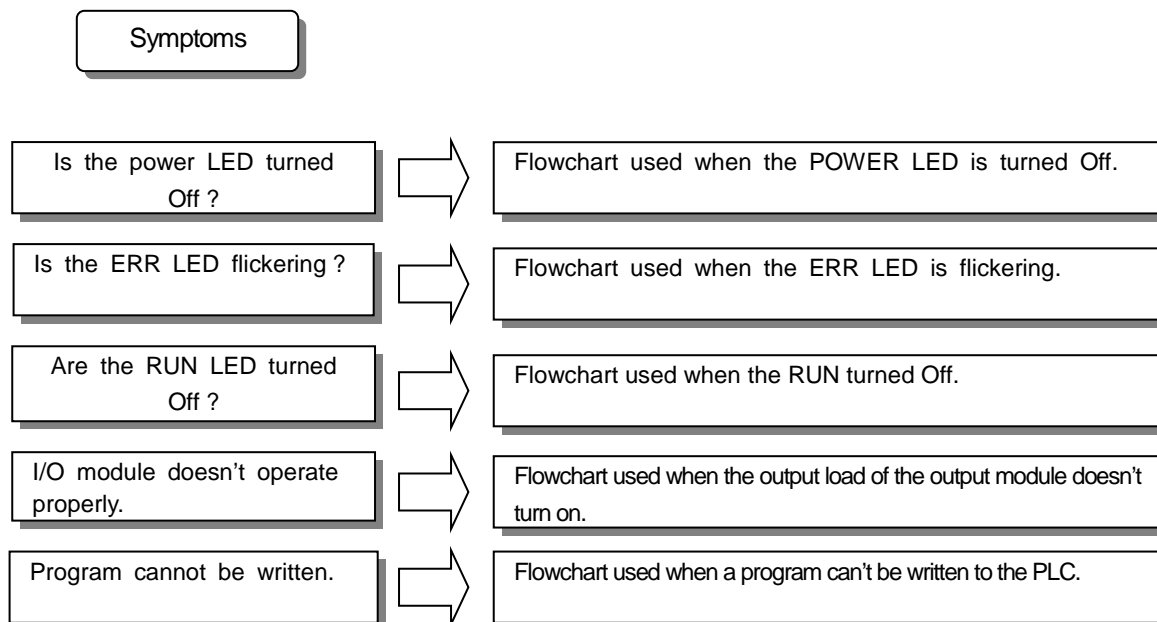 Symptoms
Is the power LED turned
Off ?
Flowchart used when the POWER LED is turned Off.
Is the ERR LED flickering ?
Flowchart used when the ERR LED is flickering.
Are the RUN LED turned
Off ?
Flowchart used when the RUN turned Off.
I/O module doesn’t operate
properly.
Flowchart used when the output load of the output module doesn’t
turn on.
Program cannot be written.
Flowchart used when a program can’t be written to the PLC.